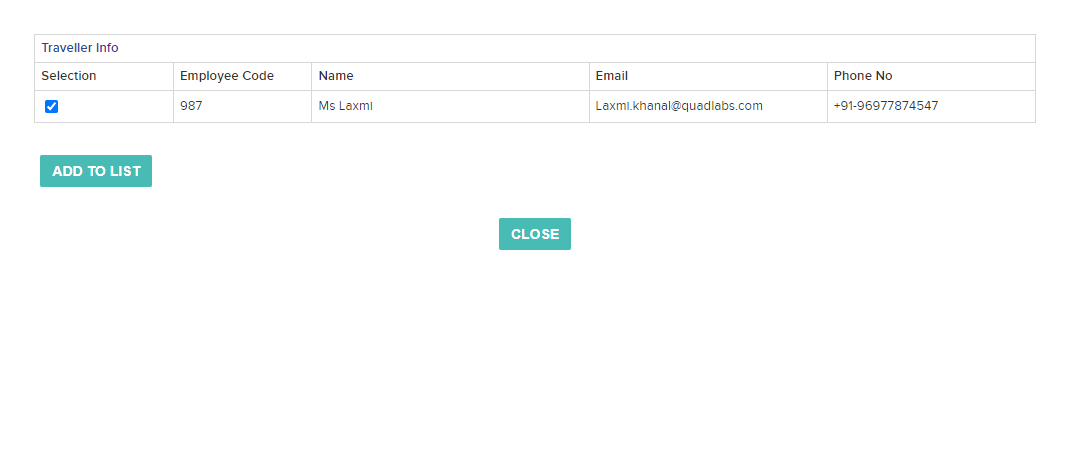 Traveller Info
Selection Employee Code Name Email Phone No
987 Ms Laxmi Laxmi.khanal@quadlabs.com +91-96977874547
ADD TO LIST
CLOSE